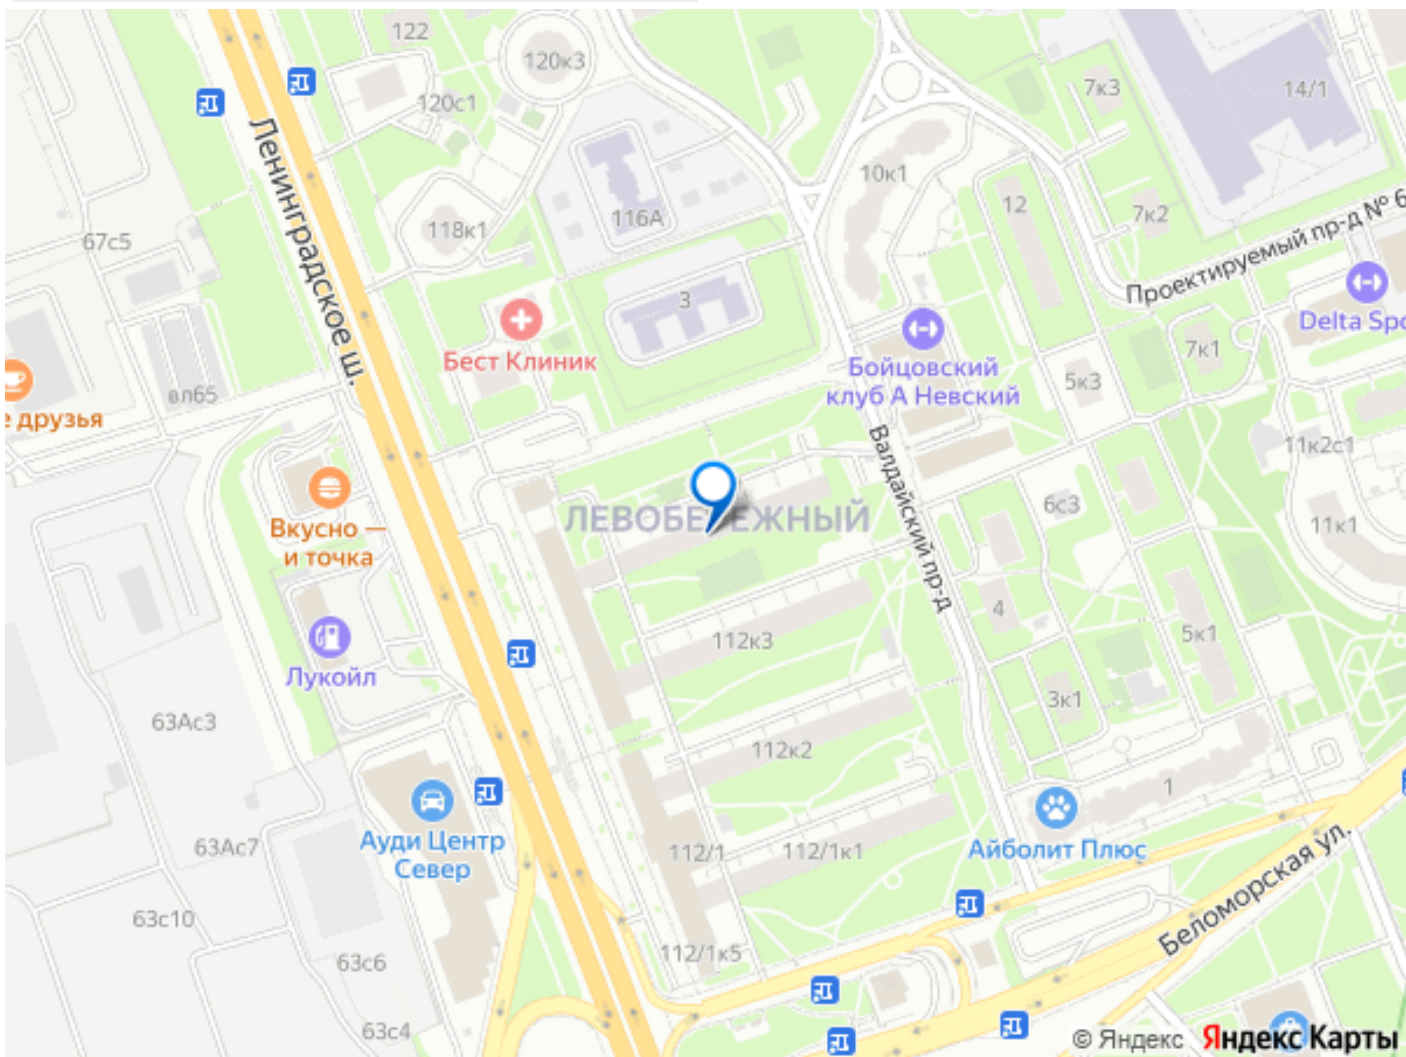 122
120к3
7к3
14/1
120с1
Ленинградское ш.
10к1
116А
12
7к2
118к1
67с5
Проектируемый пр-д № 6
3
Delta Spo
Бест Клиник
7к1
Бойцовский
клуб А Невский
5к3
вл65
е друзья
Валдайский пр-д
11к2с1
6с3
ЛЕВОБЕРЕЖНЫЙ
11к1
Вкусно —
и точка
4
112к3
5к1
Лукойл
3к1
63Ас3
112к2
1
Ауди Центр
Север
63Ас7
112/1
112/1к1
Айболит Плюс
Беломорская ул.
63с10
112/1к5
63с6
63с4
© Яндекс Яндекс Карты